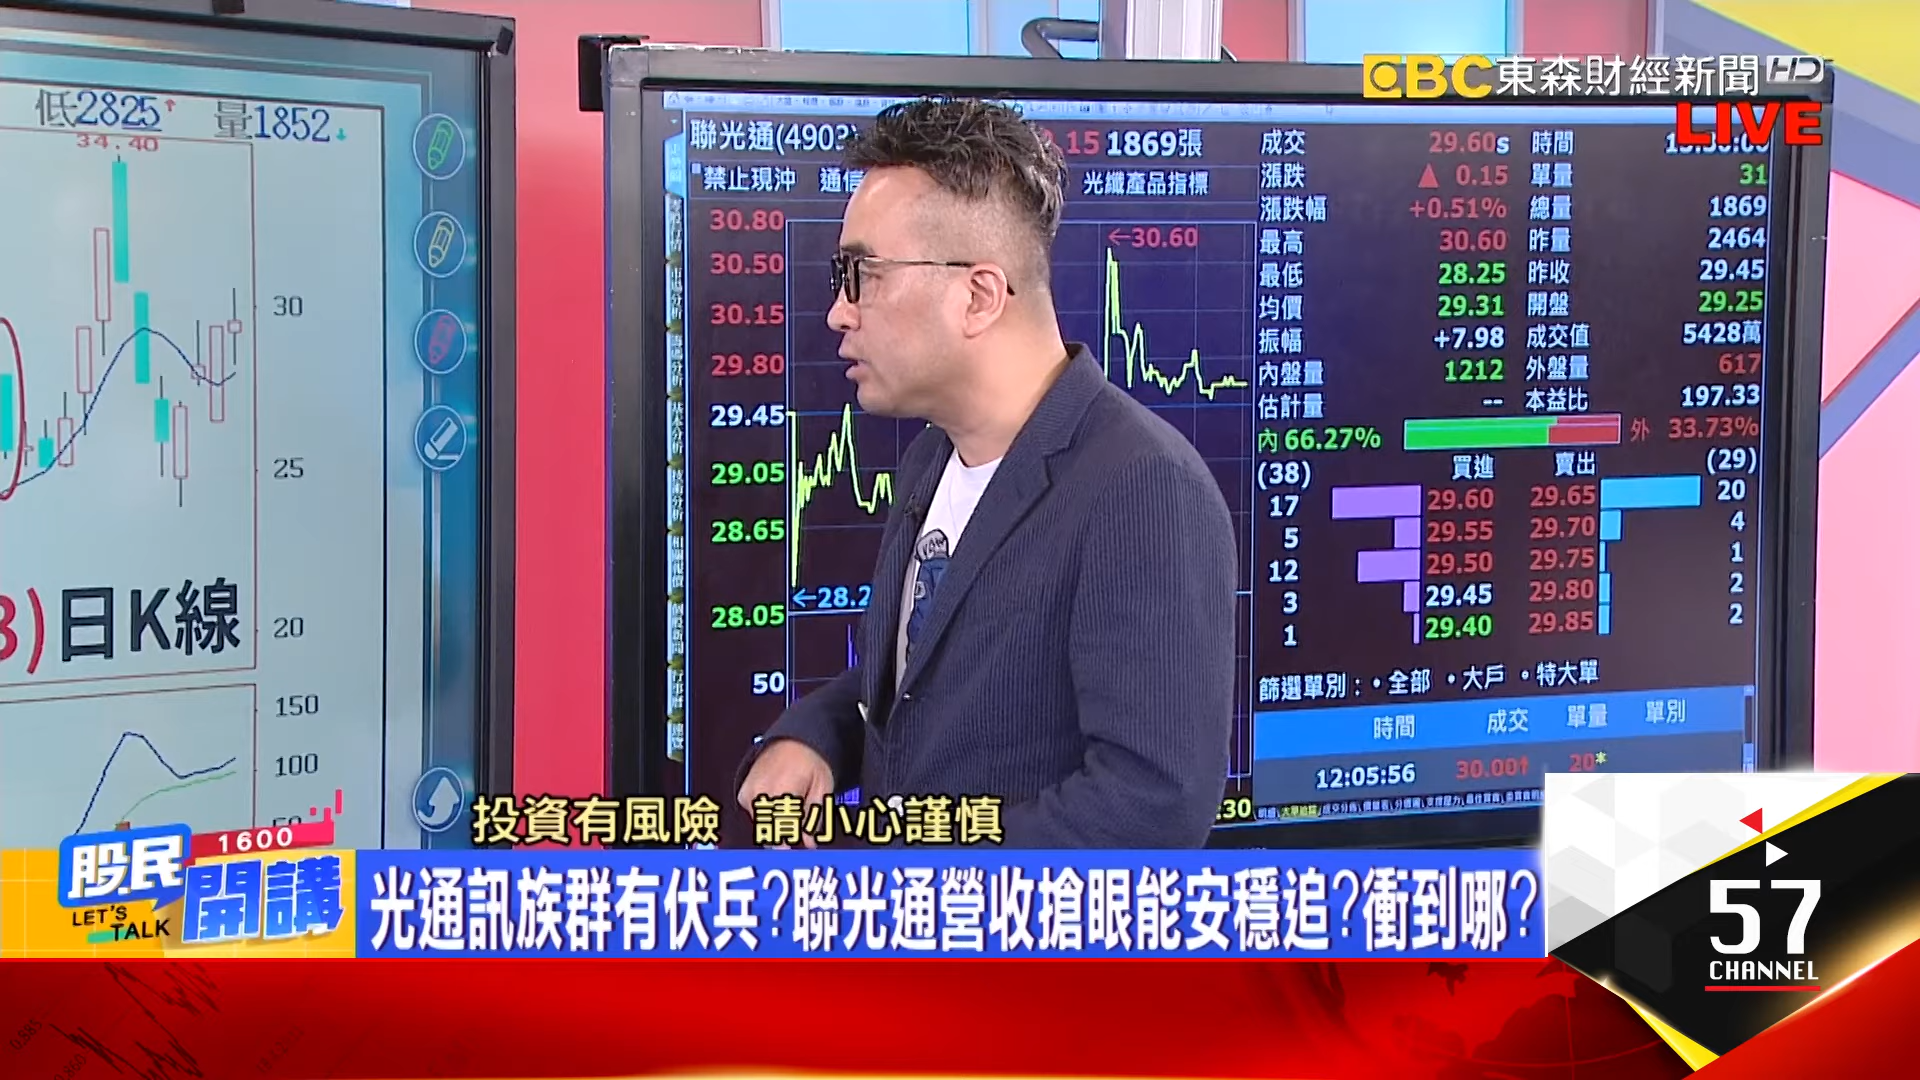 EBC東森財經新聞HD
LIVE
低2825↑ 量1852↓
34.40
30
25
20
3)日K線
150
100
聯光通(4903) 0.15 1869張
禁止現沖 通信 光纖產品指標
30.80
30.50
30.15
29.80
29.45
29.05
28.65
28.05
50
←30.60
←28.2
:30
成交 29.60s 時間
漲跌 ▲ 0.15 單量 31
漲跌幅 +0.51% 總量 1869
最高 30.60 昨量 2464
最低 28.25 昨收 29.45
均價 29.31 開盤 29.25
振幅 +7.98 成交值 5428萬
內盤量 1212 外盤量 617
估計量 -- 本益比 197.33
內 66.27% 外 33.73%
(38) 買進 賣出 (29)
17 29.60 29.65 20
5 29.55 29.70 4
12 29.50 29.75 1
3 29.45 29.80 2
1 29.40 29.85 2
篩選單別：•全部 •大戶 •特大單
時間 成交 單量 單別
12:05:56 30.00↑ 20*
投資有風險 請小心謹慎
1600
股民開講
LET'S TALK
光通訊族群有伏兵?聯光通營收搶眼能安穩追?衝到哪?
57
CHANNEL